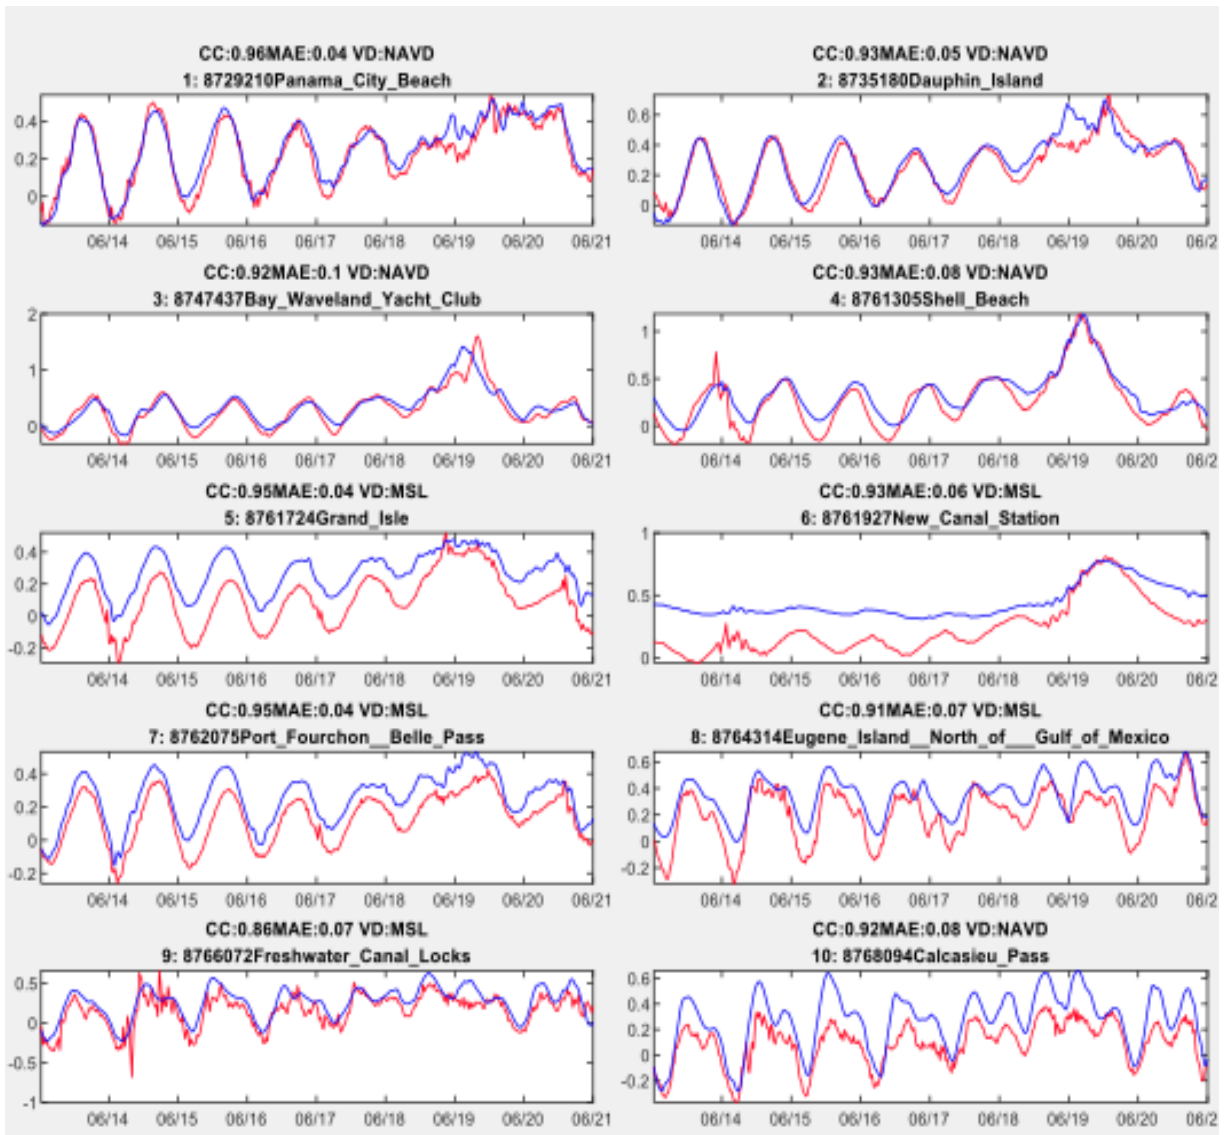 CC:0.96MAE:0.04 VD:NAVD
1: 8729210Panama_City_Beach
0.4
0.2
0
06/14 06/15 06/16 06/17 06/18 06/19 06/20 06/21
CC:0.93MAE:0.05 VD:NAVD
2: 8735180Dauphin_Island
0.6
0.4
0.2
0
06/14 06/15 06/16 06/17 06/18 06/19 06/20 06/2
CC:0.92MAE:0.1 VD:NAVD
3: 8747437Bay_Waveland_Yacht_Club
2
1
0
06/14 06/15 06/16 06/17 06/18 06/19 06/20 06/21
CC:0.93MAE:0.08 VD:NAVD
4: 8761305Shell_Beach
1
0.5
0
06/14 06/15 06/16 06/17 06/18 06/19 06/20 06/2
CC:0.95MAE:0.04 VD:MSL
5: 8761724Grand_Isle
0.4
0.2
0
-0.2
06/14 06/15 06/16 06/17 06/18 06/19 06/20 06/21
CC:0.93MAE:0.06 VD:MSL
6: 8761927New_Canal_Station
1
0.5
0
06/14 06/15 06/16 06/17 06/18 06/19 06/20 06/2
CC:0.95MAE:0.04 VD:MSL
7: 8762075Port_Fourchon__Belle_Pass
0.4
0.2
0
-0.2
06/14 06/15 06/16 06/17 06/18 06/19 06/20 06/21
CC:0.91MAE:0.07 VD:MSL
8: 8764314Eugene_Island__North_of___Gulf_of_Mexico
0.6
0.4
0.2
0
-0.2
06/14 06/15 06/16 06/17 06/18 06/19 06/20 06/2
CC:0.86MAE:0.07 VD:MSL
9: 8766072Freshwater_Canal_Locks
0.5
0
-0.5
-1
06/14 06/15 06/16 06/17 06/18 06/19 06/20 06/21
CC:0.92MAE:0.08 VD:NAVD
10: 8768094Calcasieu_Pass
0.6
0.4
0.2
0
-0.2
06/14 06/15 06/16 06/17 06/18 06/19 06/20 06/2